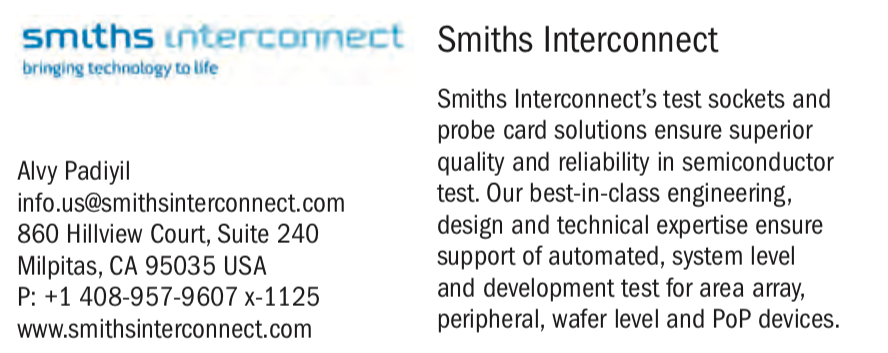 smiths interconnect
bringing technology to life
Alvy Padiyil
info.us@smithsinterconnect.com
860 Hillview Court, Suite 240
Milpitas, CA 95035 USA
P: +1 408-957-9607 x-1125
www.smithsinterconnect.com
Smiths Interconnect
Smiths Interconnect’s test sockets and
probe card solutions ensure superior
quality and reliability in semiconductor
test. Our best-in-class engineering,
design and technical expertise ensure
support of automated, system level
and development test for area array,
peripheral, wafer level and PoP devices.